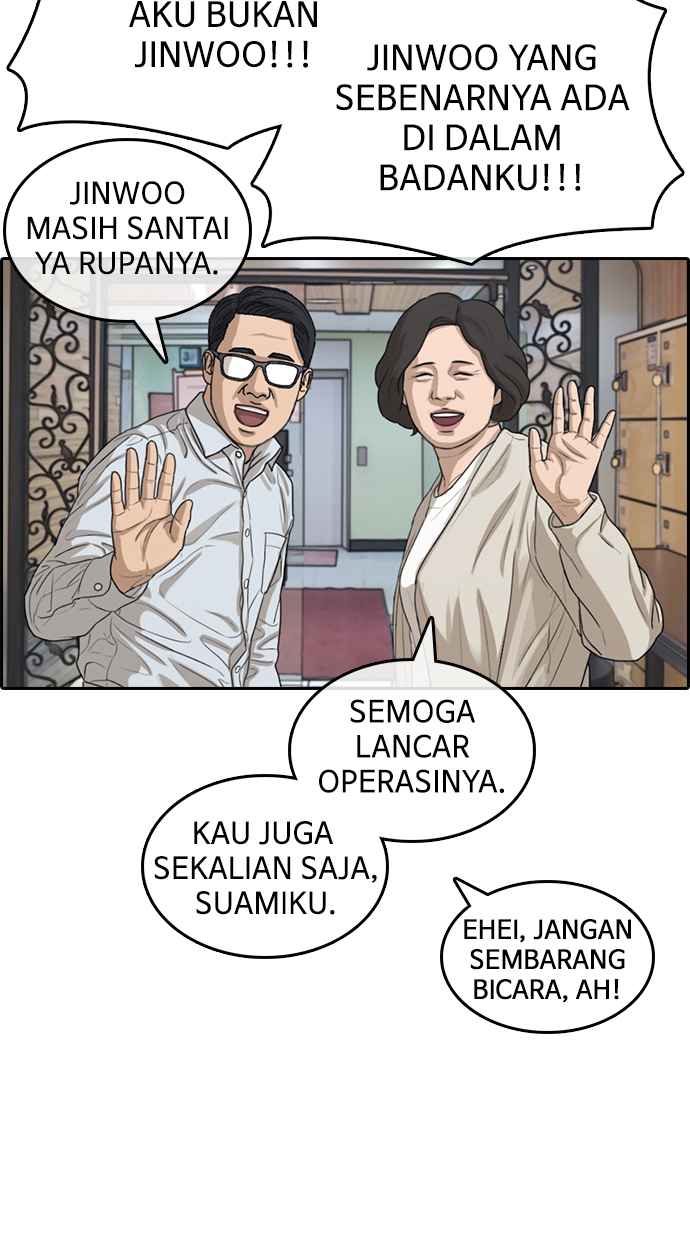 AKU BUKAN
JINWOO!!!
JINWOO YANG
SEBENARNYA ADA
DI DALAM
BADANKU!!!
JINWOO
MASIH SANTAI
YA RUPANYA.
SEMOGA
LANCAR
OPERASINYA.
KAU JUGA
SEKALIAN SAJA,
SUAMIKU.
EHEI, JANGAN
SEMBARANG
BICARA, AH!